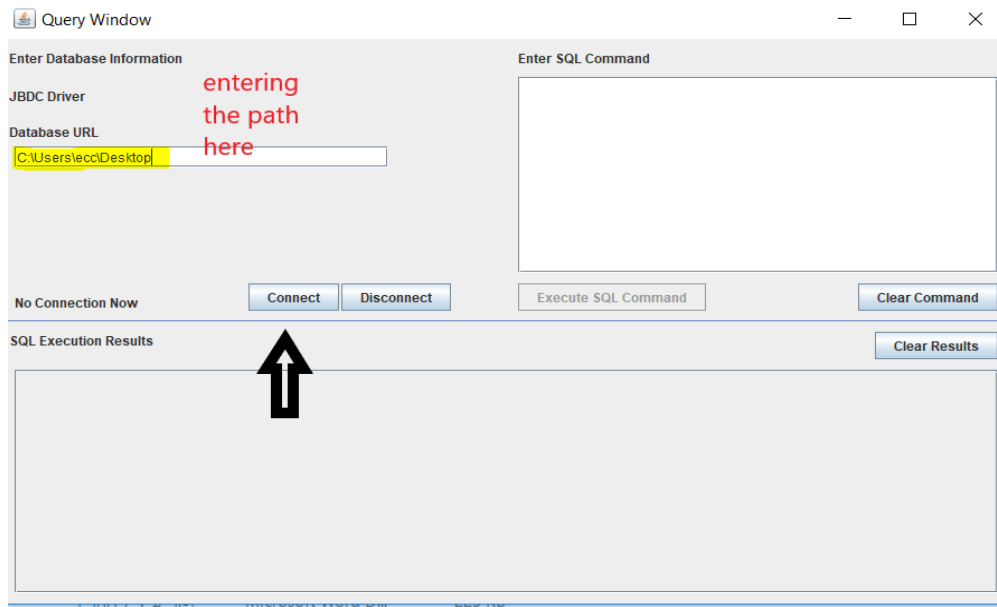 Query Window
Enter Database Information
Enter SQL Command
entering
the path
here
JBDC Driver
Database URL
C:\Users\ecc\Desktop
No Connection Now
Connect
Disconnect
Execute SQL Command
Clear Command
SQL Execution Results
Clear Results